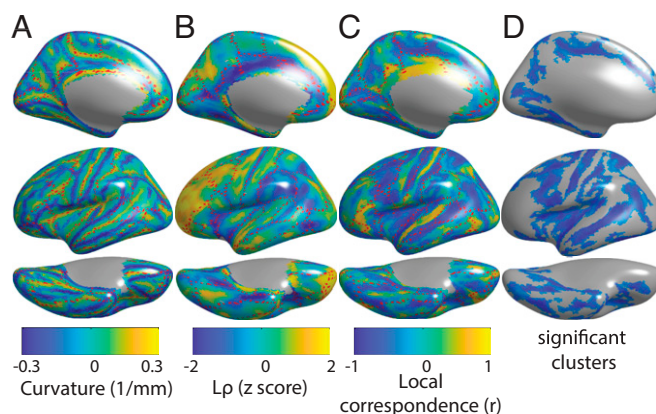 A B C D
-0.3 0 0.3
Curvature (1/mm)
-2 0 2
Lρ (z score)
-1 0 1
Local
correspondence (r)
significant
clusters